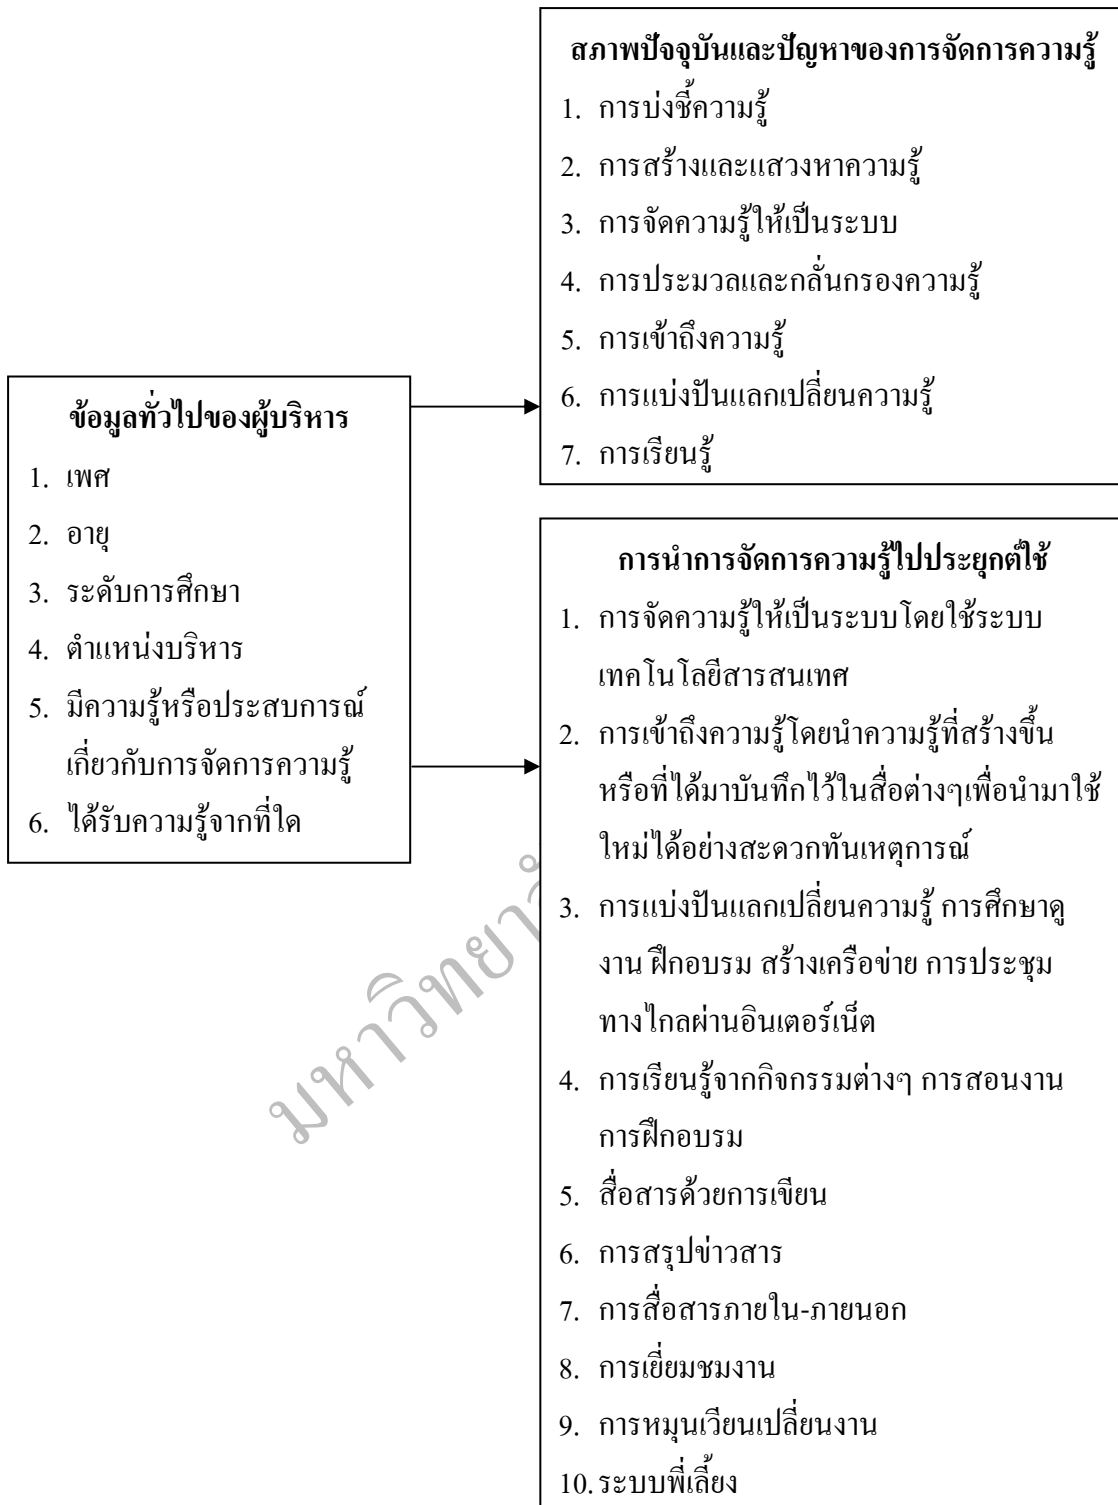 สภาพปัจจุบันและปัญหาของการจัดการความรู้
1. การบ่งชี้ความรู้
2. การสร้างและแสวงหาความรู้
3. การจัดความรู้ให้เป็นระบบ
4. การประมวลและกลั่นกรองความรู้
5. การเข้าถึงความรู้
6. การแบ่งปันแลกเปลี่ยนความรู้
7. การเรียนรู้
ข้อมูลทั่วไปของผู้บริหาร
1. เพศ
2. อายุ
3. ระดับการศึกษา
4. ตำแหน่งบริหาร
5. มีความรู้หรือประสบการณ์
เกี่ยวกับการจัดการความรู้
6. ได้รับความรู้จากที่ใด
การนำการจัดการความรู้ไปประยุกต์ใช้
1. การจัดความรู้ให้เป็นระบบโดยใช้ระบบ
เทคโนโลยีสารสนเทศ
2. การเข้าถึงความรู้โดยนำความรู้ที่สร้างขึ้น
หรือที่ได้มาบันทึกไว้ในสื่อต่างๆเพื่อนำมาใช้
ใหม่ได้อย่างสะดวกทันเหตุการณ์
3. การแบ่งปันแลกเปลี่ยนความรู้ การศึกษาดู
งาน ฝึกอบรม สร้างเครือข่าย การประชุม
ทางไกลผ่านอินเตอร์เน็ต
4. การเรียนรู้จากกิจกรรมต่างๆ การสอนงาน
การฝึกอบรม
5. สื่อสารด้วยการเขียน
6. การสรุปข่าวสาร
7. การสื่อสารภายใน-ภายนอก
8. การเยี่ยมชมงาน
9. การหมุนเวียนเปลี่ยนงาน
10. ระบบพี่เลี้ยง